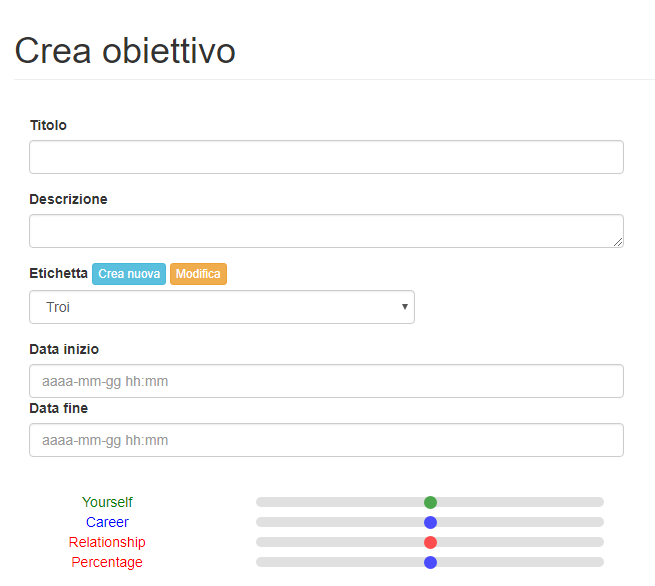 Crea obiettivo
Titolo
Descrizione
Etichetta Crea nuova Modifica
Troi
Data inizio
aaaa-mm-gg hh:mm
Data fine
aaaa-mm-gg hh:mm
Yourself
Career
Relationship
Percentage